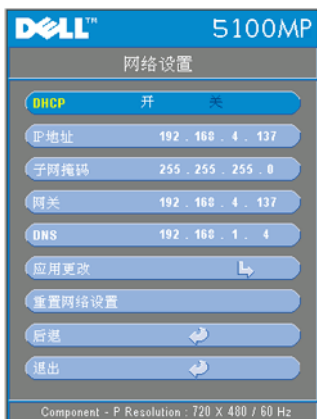 DELL™ 5100MP
网络设置
DHCP 开 关
IP地址 192 . 168 . 4 . 137
子网掩码 255 . 255 . 255 . 0
网关 192 . 168 . 4 . 137
DNS 192 . 168 . 1 . 4
应用更改
重置网络设置
后退
退出
Component - P Resolution : 720 X 480 / 60 Hz